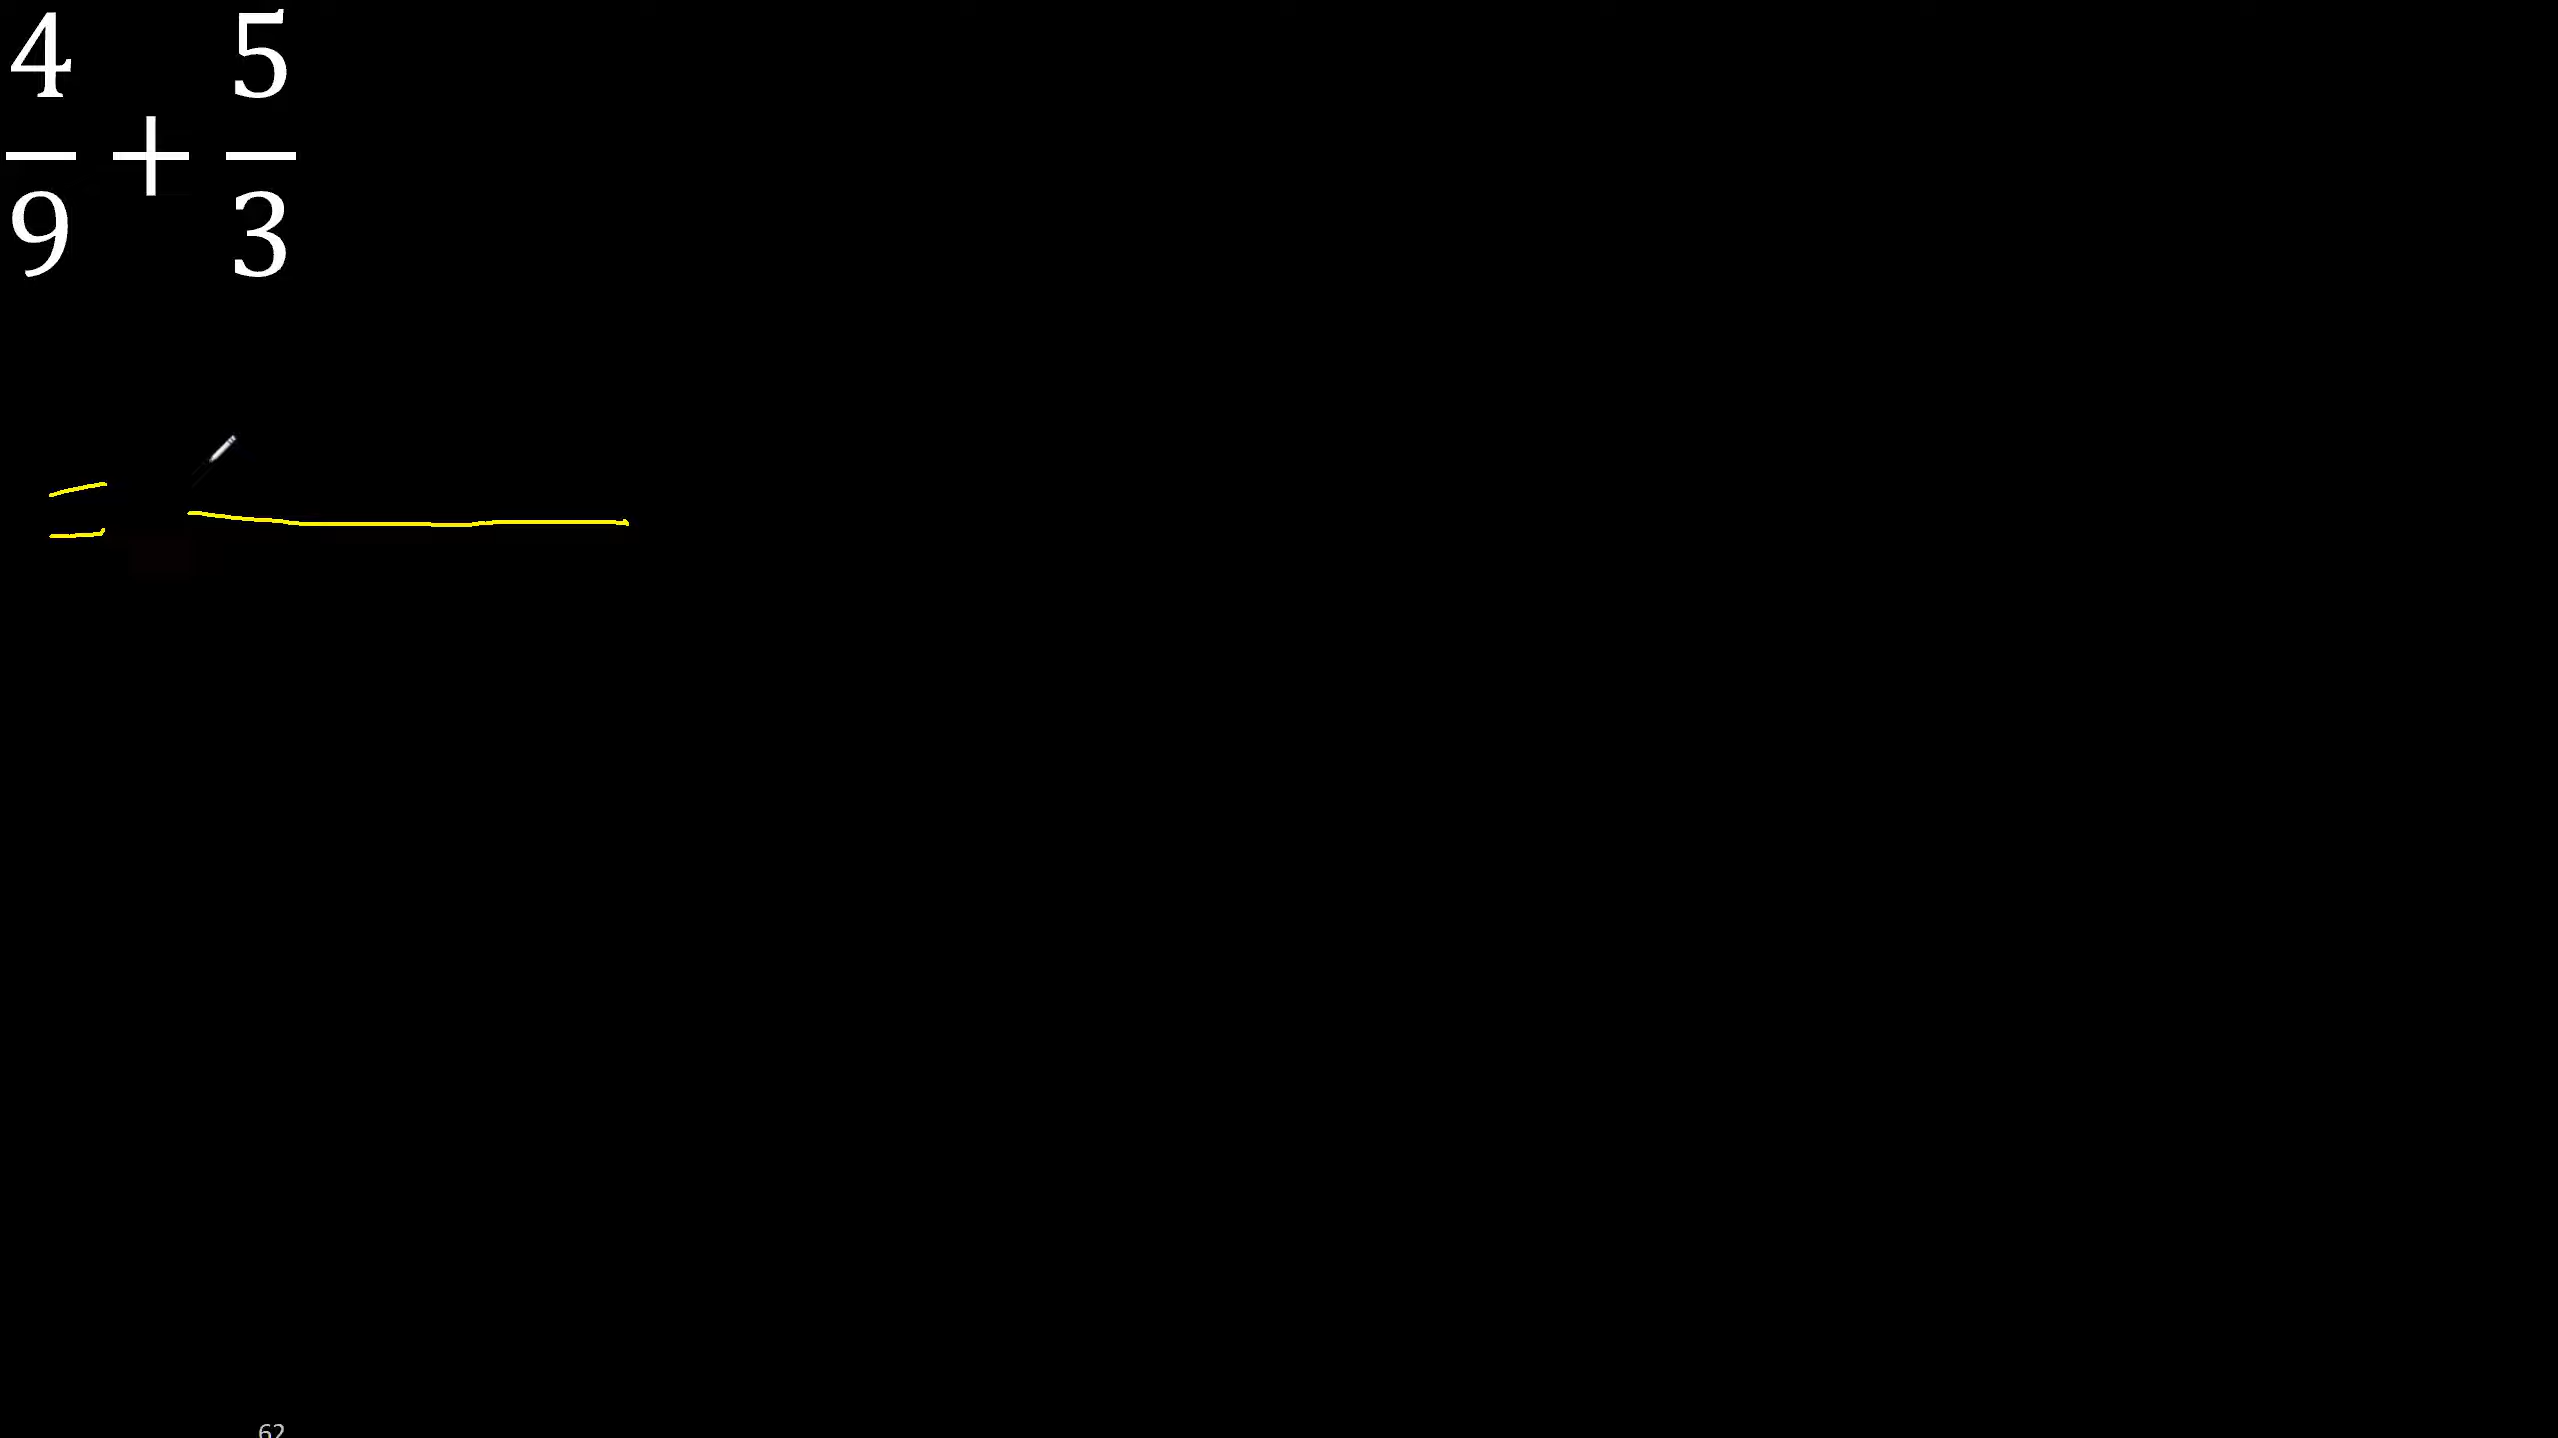 4/9 + 5/3
=
62